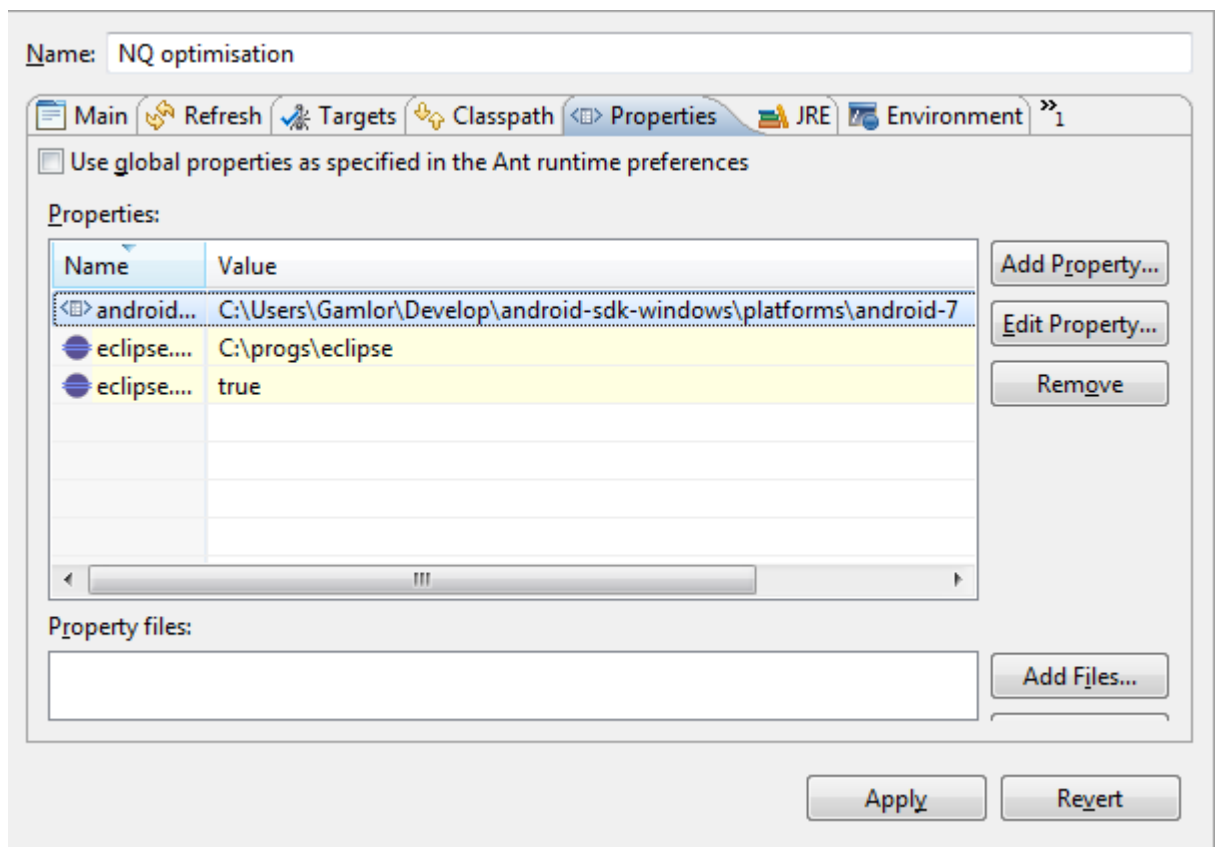 Name: NQ optimisation
Main Refresh Targets Classpath Properties JRE Environment »1
Use global properties as specified in the Ant runtime preferences
Properties:
Name Value Add Property...
android... C:\Users\Gamlor\Develop\android-sdk-windows\platforms\android-7
Edit Property...
eclipse.... C:\progs\eclipse
eclipse.... true Remove
Property files:
Add Files...
Apply Revert